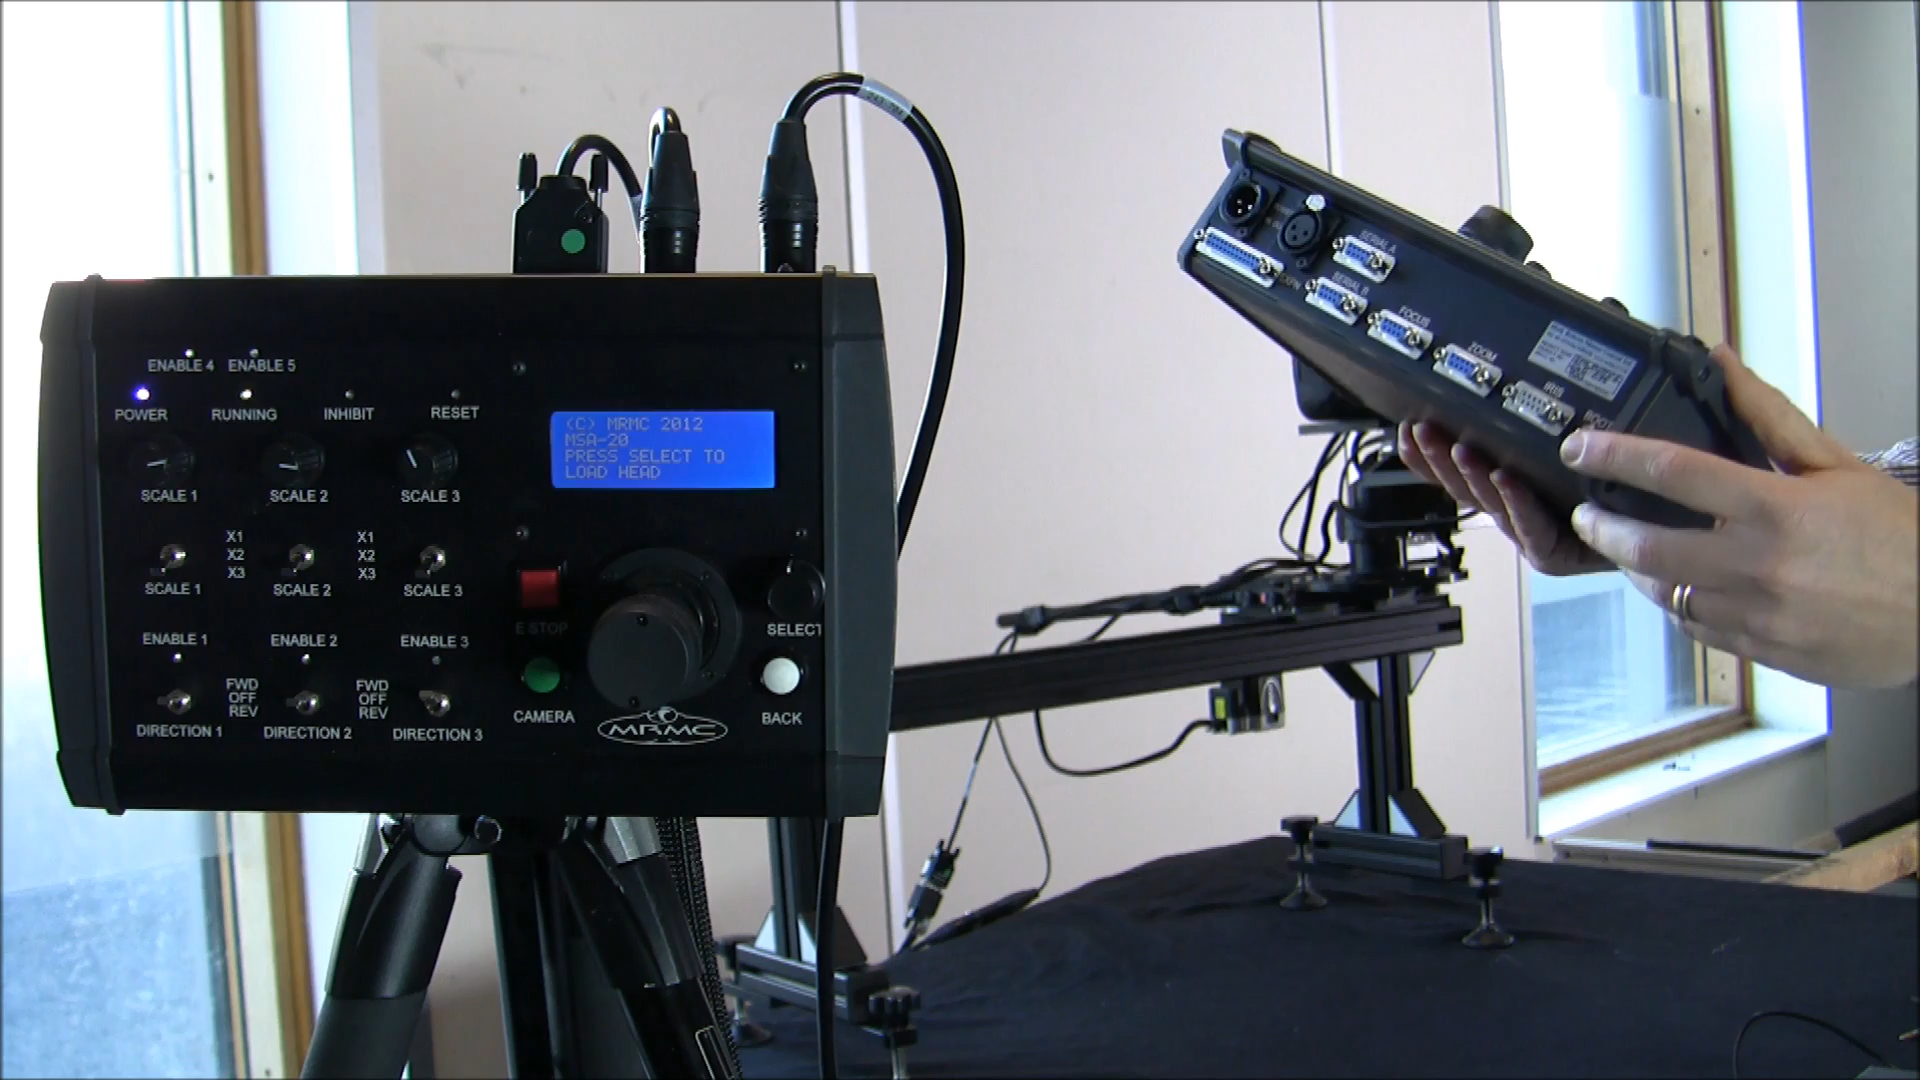 ENABLE 4 ENABLE 5
POWER RUNNING INHIBIT RESET
SCALE 1 SCALE 2 SCALE 3
X1 X1
X2 X2
X3 X3
SCALE 1 SCALE 2 SCALE 3
ENABLE 1 ENABLE 2 ENABLE 3
FWD FWD
OFF OFF
REV REV
DIRECTION 1 DIRECTION 2 DIRECTION 3
(C) MRMC 2012
MSA-20
PRESS SELECT TO
LOAD HEAD
E STOP
SELECT
CAMERA
BACK
MRMC
SERIAL A
SERIAL B
FOCUS
ZOOM
IRIS
BOOT